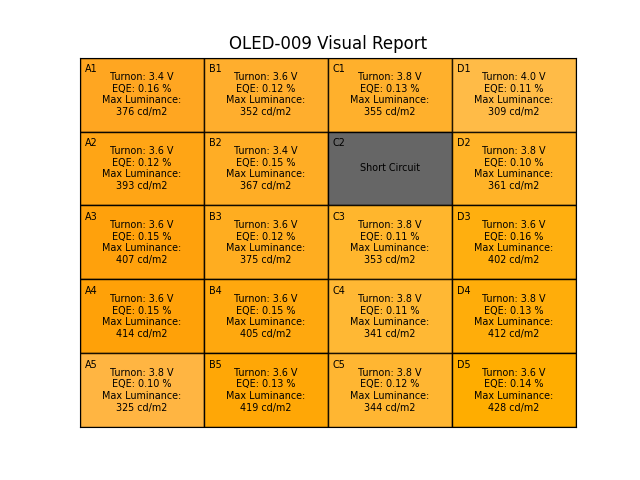 OLED-009 Visual Report
A1
Turnon: 3.4 V
EQE: 0.16 %
Max Luminance:
376 cd/m2
B1
Turnon: 3.6 V
EQE: 0.12 %
Max Luminance:
352 cd/m2
C1
Turnon: 3.8 V
EQE: 0.13 %
Max Luminance:
355 cd/m2
D1
Turnon: 4.0 V
EQE: 0.11 %
Max Luminance:
309 cd/m2
A2
Turnon: 3.6 V
EQE: 0.12 %
Max Luminance:
393 cd/m2
B2
Turnon: 3.4 V
EQE: 0.15 %
Max Luminance:
367 cd/m2
C2
Short Circuit
D2
Turnon: 3.8 V
EQE: 0.10 %
Max Luminance:
361 cd/m2
A3
Turnon: 3.6 V
EQE: 0.15 %
Max Luminance:
407 cd/m2
B3
Turnon: 3.6 V
EQE: 0.12 %
Max Luminance:
375 cd/m2
C3
Turnon: 3.8 V
EQE: 0.11 %
Max Luminance:
353 cd/m2
D3
Turnon: 3.6 V
EQE: 0.16 %
Max Luminance:
402 cd/m2
A4
Turnon: 3.6 V
EQE: 0.15 %
Max Luminance:
414 cd/m2
B4
Turnon: 3.6 V
EQE: 0.15 %
Max Luminance:
405 cd/m2
C4
Turnon: 3.8 V
EQE: 0.11 %
Max Luminance:
341 cd/m2
D4
Turnon: 3.8 V
EQE: 0.13 %
Max Luminance:
412 cd/m2
A5
Turnon: 3.8 V
EQE: 0.10 %
Max Luminance:
325 cd/m2
B5
Turnon: 3.6 V
EQE: 0.13 %
Max Luminance:
419 cd/m2
C5
Turnon: 3.8 V
EQE: 0.12 %
Max Luminance:
344 cd/m2
D5
Turnon: 3.6 V
EQE: 0.14 %
Max Luminance:
428 cd/m2